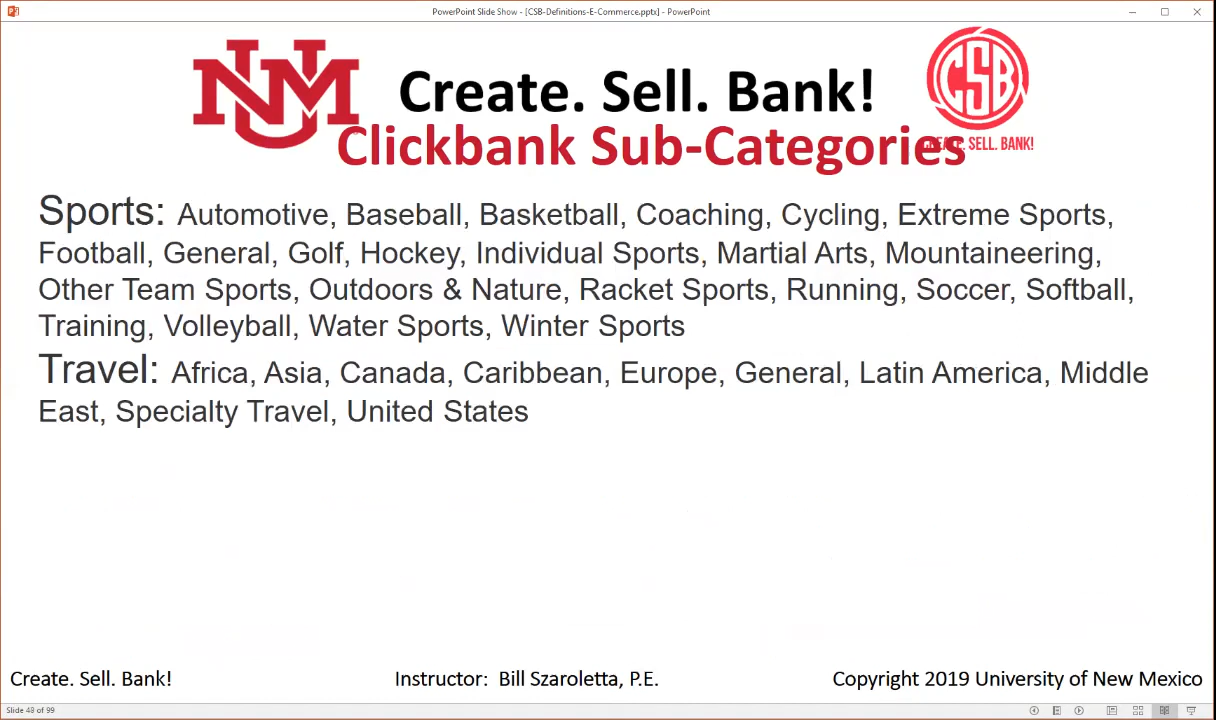 PowerPoint Slide Show - [CSB-Definitions-E-Commerce.pptx] - PowerPoint
UNM
Create. Sell. Bank!
CSB
CREATE. SELL. BANK!
Clickbank Sub-Categories
Sports: Automotive, Baseball, Basketball, Coaching, Cycling, Extreme Sports,
Football, General, Golf, Hockey, Individual Sports, Martial Arts, Mountaineering,
Other Team Sports, Outdoors & Nature, Racket Sports, Running, Soccer, Softball,
Training, Volleyball, Water Sports, Winter Sports
Travel: Africa, Asia, Canada, Caribbean, Europe, General, Latin America, Middle
East, Specialty Travel, United States
Create. Sell. Bank!
Instructor: Bill Szaroletta, P.E.
Copyright 2019 University of New Mexico
Slide 48 of 99